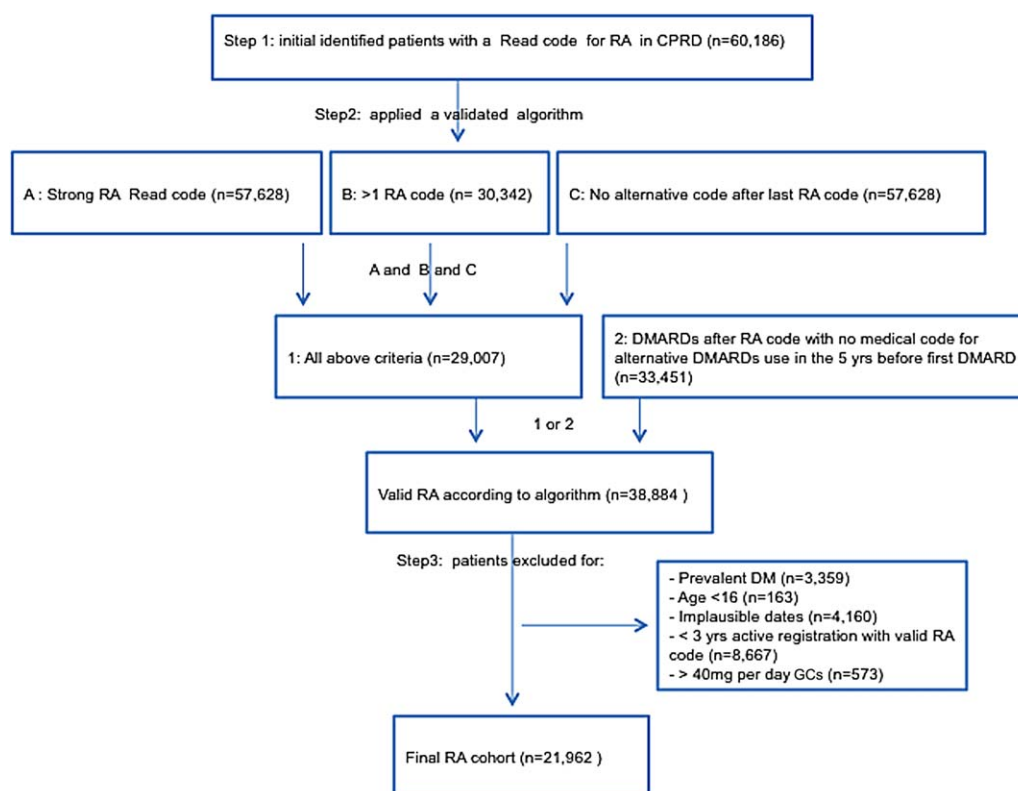 Step 1: initial identified patients with a Read code for RA in CPRD (n=60,186)
Step2: applied a validated algorithm
A : Strong RA Read code (n=57,628)
B: >1 RA code (n= 30,342)
C: No alternative code after last RA code (n=57,628)
A and B and C
1: All above criteria (n=29,007)
2: DMARDs after RA code with no medical code for
alternative DMARDs use in the 5 yrs before first DMARD
(n=33,451)
1 or 2
Valid RA according to algorithm (n=38,884 )
Step3: patients excluded for:
- Prevalent DM (n=3,359)
- Age <16 (n=163)
- Implausible dates (n=4,160)
- < 3 yrs active registration with valid RA
code (n=8,667)
- > 40mg per day GCs (n=573)
Final RA cohort (n=21,962 )